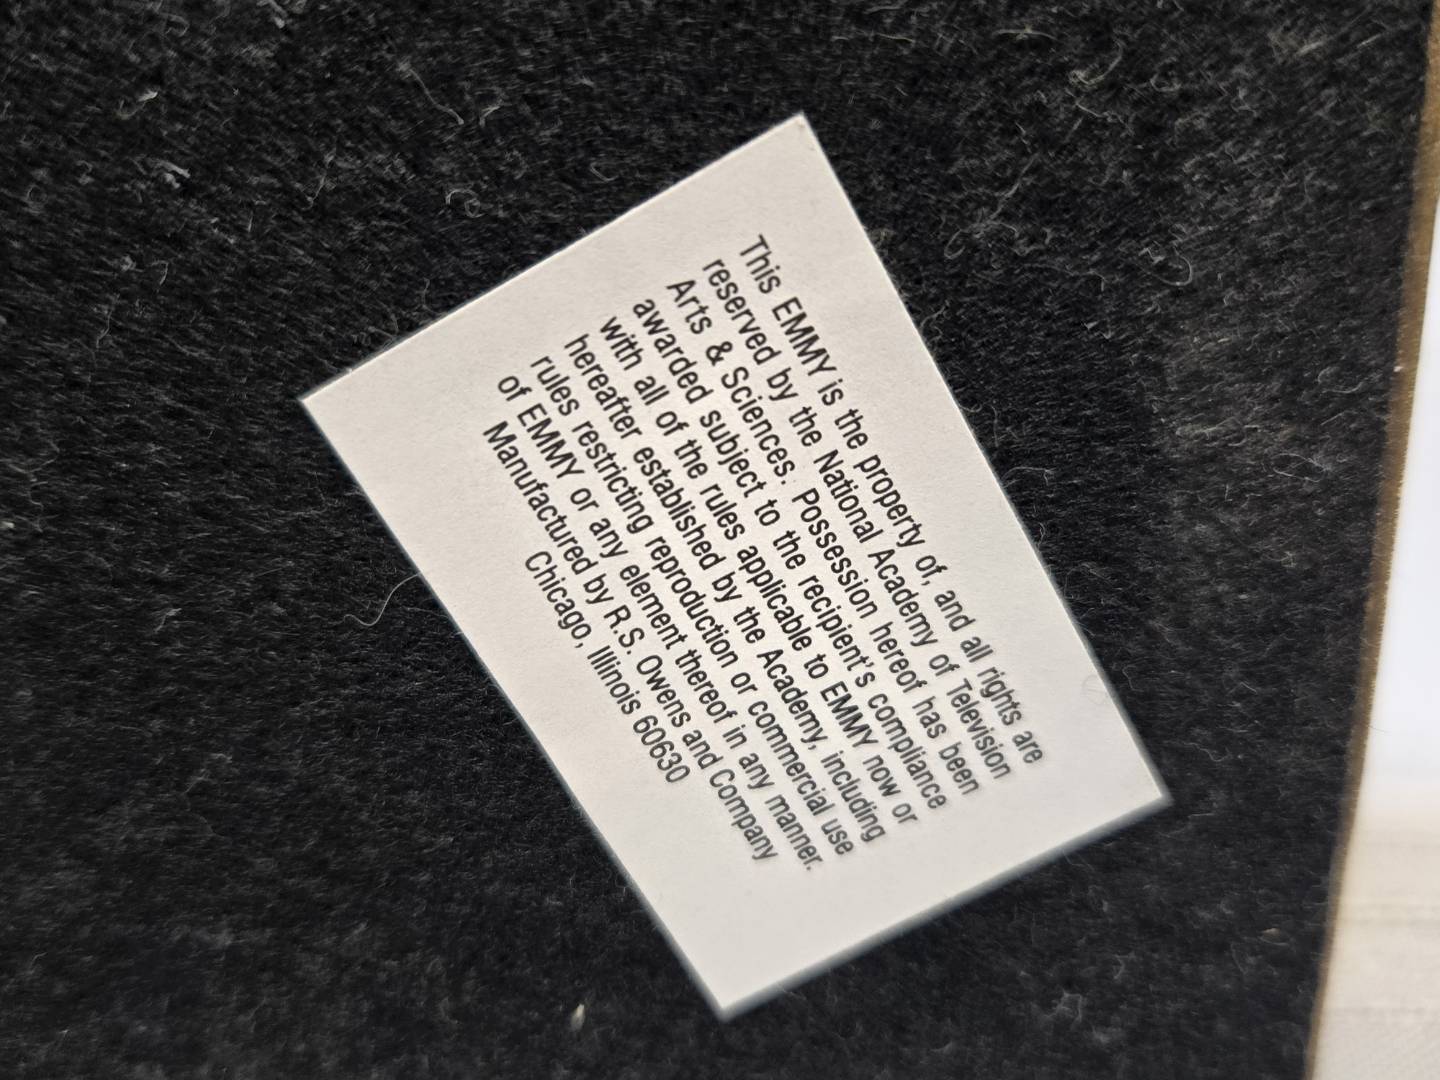 This EMMY is the property of, and all rights are
reserved by the National Academy of Television
Arts & Sciences. Possession hereof has been
awarded subject to the recipient's compliance
with all of the rules applicable to EMMY now or
hereafter established by the Academy, including
rules restricting reproduction or commercial use
of EMMY or any element thereof in any manner.
Manufactured by R.S. Owens and Company
Chicago, Illinois 60630